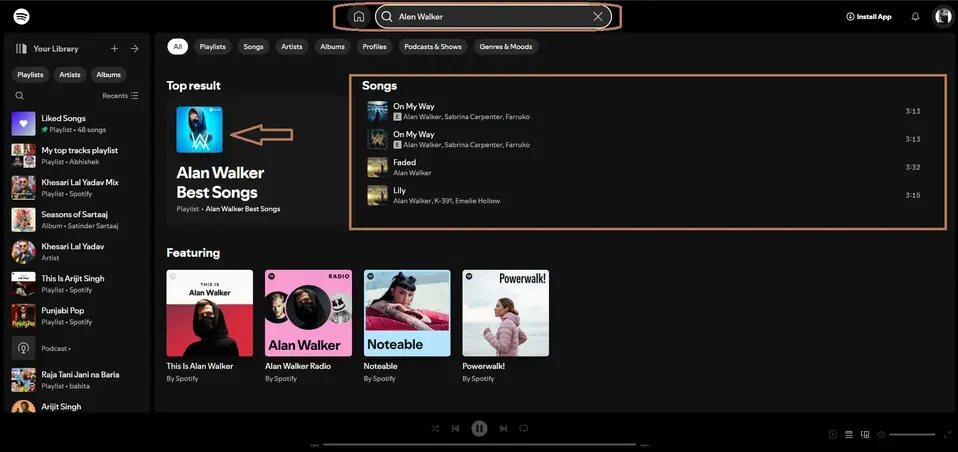 Alen Walker
Install App
Your Library
Playlists
Artists
Albums
Recents
Liked Songs
Playlist • 48 songs
My top tracks playlist
Playlist • Abhishek
Khesari Lal Yadav Mix
Playlist • Spotify
Seasons of Sartaaj
Album • Satinder Sartaaj
Khesari Lal Yadav
Artist
This Is Arijit Singh
Playlist • Spotify
Punjabi Pop
Playlist • Spotify
Podcast •
Raja Tani Jani na Baria
Playlist • babita
Arijit Singh
All
Playlists
Songs
Artists
Albums
Profiles
Podcasts & Shows
Genres & Moods
Top result
Alan Walker
Best Songs
Playlist • Alan Walker Best Songs
Songs
On My Way
E Alan Walker, Sabrina Carpenter, Farruko
3:13
On My Way
E Alan Walker, Sabrina Carpenter, Farruko
3:13
Faded
Alan Walker
3:32
Lily
Alan Walker, K-391, Emelie Hollow
3:15
Featuring
THIS IS
Alan Walker
This Is Alan Walker
By Spotify
RADIO
Alan Walker
Alan Walker Radio
By Spotify
Noteable
Noteable
By Spotify
Powerwalk!
Powerwalk!
By Spotify
-:--
-:--